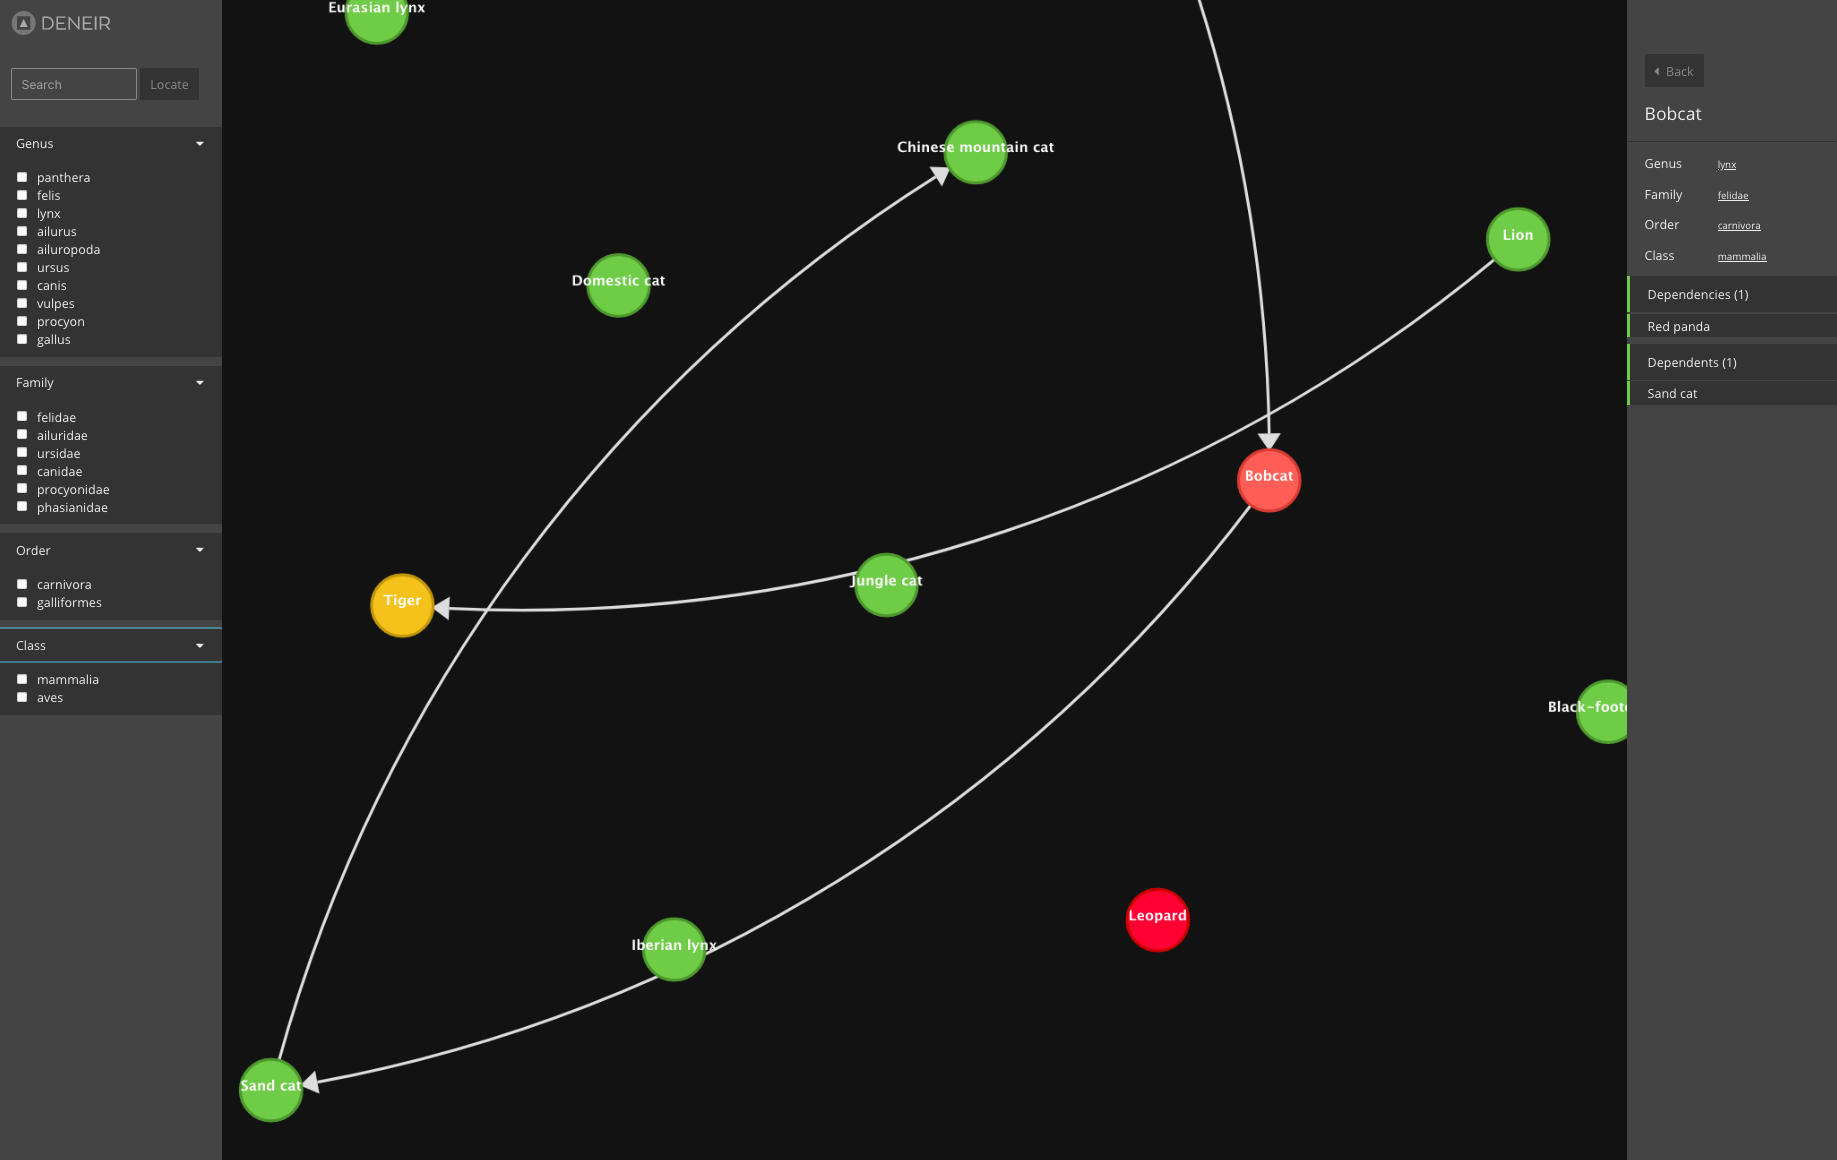 DENEIR
Search
Locate
Genus
panthera
felis
lynx
ailurus
ailuropoda
ursus
canis
vulpes
procyon
gallus
Family
felidae
ailuridae
ursidae
canidae
procyonidae
phasianidae
Order
carnivora
galliformes
Class
mammalia
aves
Eurasian lynx
Chinese mountain cat
Lion
Domestic cat
Bobcat
Jungle cat
Tiger
Black-foot
Leopard
Iberian lynx
Sand cat
Back
Bobcat
Genus lynx
Family felidae
Order carnivora
Class mammalia
Dependencies (1)
Red panda
Dependents (1)
Sand cat